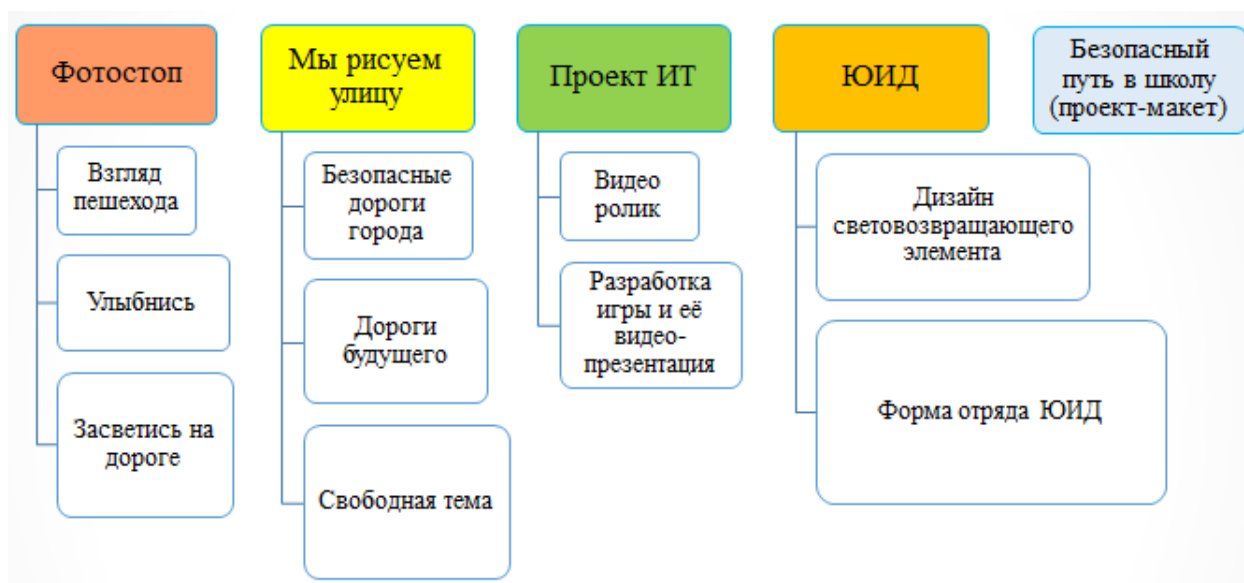 Фотостоп
Взгляд
пешехода
Улыбнись
Засветись на
дороге
Мы рисуем
улицу
Безопасные
дороги
города
Дороги
будущего
Свободная тема
Проект ИТ
Видео
ролик
Разработка
игры и её
видео-
презентация
ЮИД
Дизайн
световозвращающего
элемента
Форма отряда ЮИД
Безопасный
путь в школу
(проект-макет)